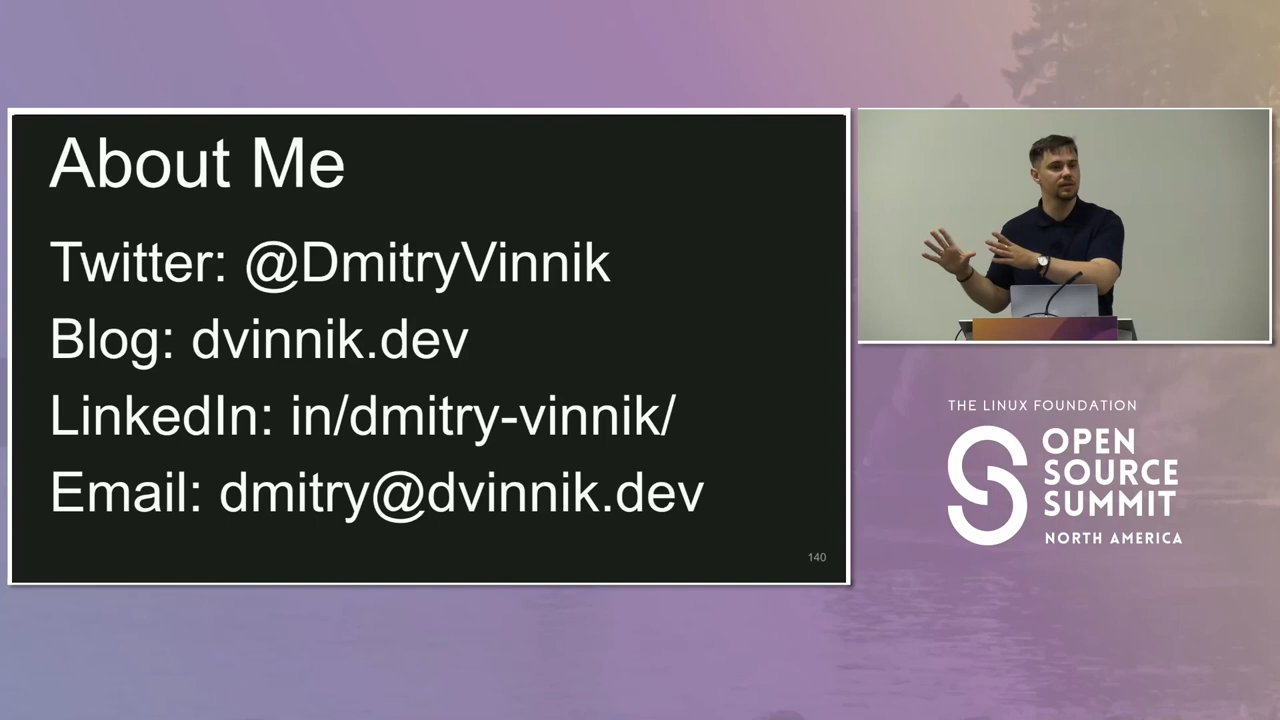 About Me
Twitter: @DmitryVinnik
Blog: dvinnik.dev
LinkedIn: in/dmitry-vinnik/
Email: dmitry@dvinnik.dev
140
THE LINUX FOUNDATION
OPEN
SOURCE
SUMMIT
NORTH AMERICA